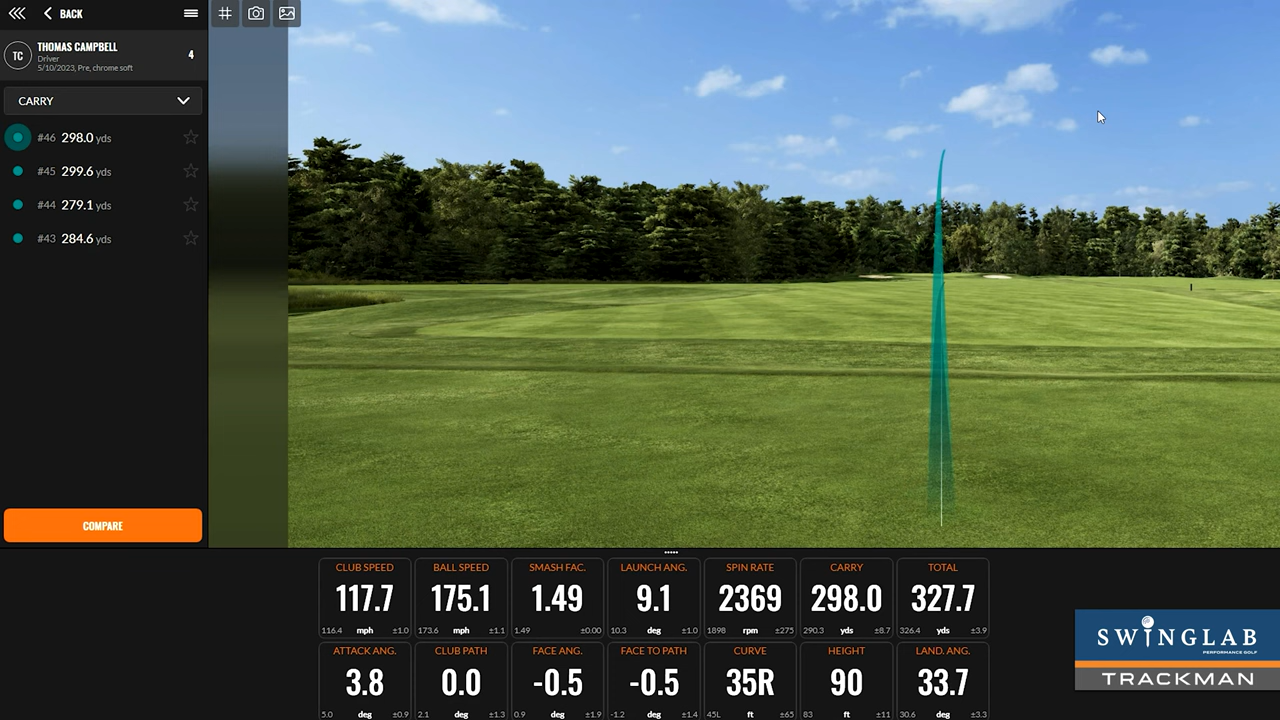 BACK
TC
THOMAS CAMPBELL
Driver
5/10/2023, Pre, chrome soft
4
CARRY
#46 298.0 yds
#45 299.6 yds
#44 279.1 yds
#43 284.6 yds
COMPARE
CLUB SPEED
117.7
116.4 mph ±1.0
BALL SPEED
175.1
173.6 mph ±1.1
SMASH FAC.
1.49
1.49 ±0.00
LAUNCH ANG.
9.1
10.3 deg ±1.0
SPIN RATE
2369
1898 rpm ±275
CARRY
298.0
290.3 yds ±8.7
TOTAL
327.7
326.4 yds ±3.9
ATTACK ANG.
3.8
5.0 deg ±0.9
CLUB PATH
0.0
2.1 deg ±1.3
FACE ANG.
-0.5
0.9 deg ±1.9
FACE TO PATH
-0.5
-1.2 deg ±1.4
CURVE
35R
45L ft ±65
HEIGHT
90
83 ft ±11
LAND. ANG.
33.7
30.6 deg ±3.3
SWINGLAB
PERFORMANCE GOLF
TRACKMAN